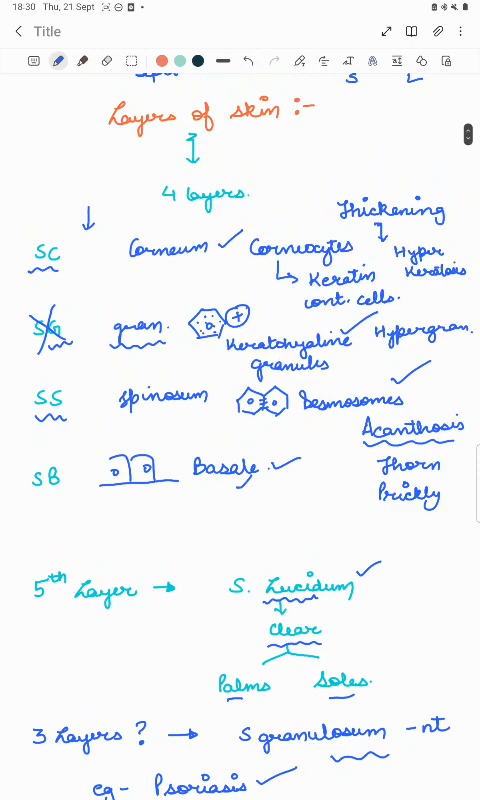 18:30 Thu, 21 Sept
Title
Layers of skin :-
4 layers.
Thickening
SC Corneum Corneocytes Hyper
Keratosis
Keratin
cont. cells.
SG gran. + Keratohyaline Hypergran.
granules
SS spinosum Desmosomes
Acanthosis
SB Basale. Thorn
Prickly
5th Layer → S. Lucidum
clear
Palms Soles.
3 Layers ? → S granulosum - nt
eg - Psoriasis